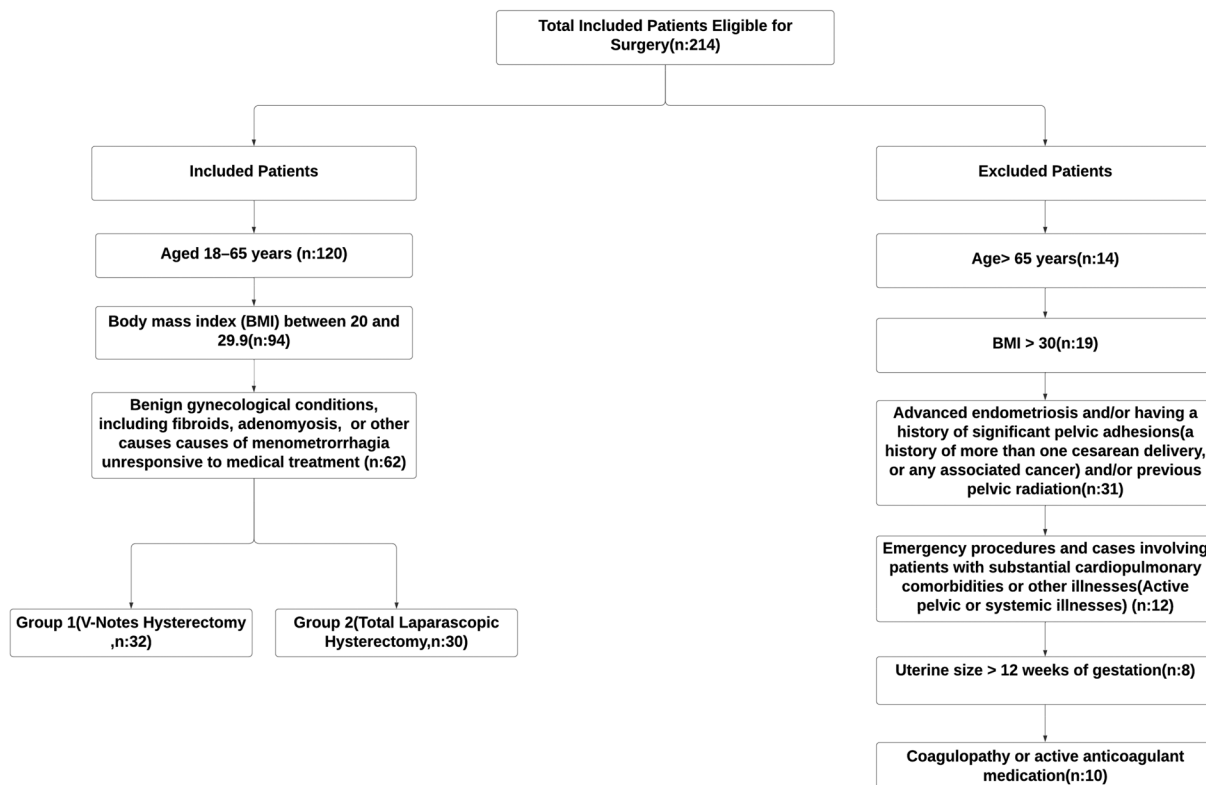 Total Included Patients Eligible for
Surgery(n:214)
Included Patients
Aged 18–65 years (n:120)
Body mass index (BMI) between 20 and
29.9(n:94)
Benign gynecological conditions,
including fibroids, adenomyosis, or other
causes causes of menometrorrhagia
unresponsive to medical treatment (n:62)
Group 1(V-Notes Hysterectomy
,n:32)
Group 2(Total Laparascopic
Hysterectomy,n:30)
Excluded Patients
Age> 65 years(n:14)
BMI > 30(n:19)
Advanced endometriosis and/or having a
history of significant pelvic adhesions(a
history of more than one cesarean delivery,
or any associated cancer) and/or previous
pelvic radiation(n:31)
Emergency procedures and cases involving
patients with substantial cardiopulmonary
comorbidities or other illnesses(Active
pelvic or systemic illnesses) (n:12)
Uterine size > 12 weeks of gestation(n:8)
Coagulopathy or active anticoagulant
medication(n:10)